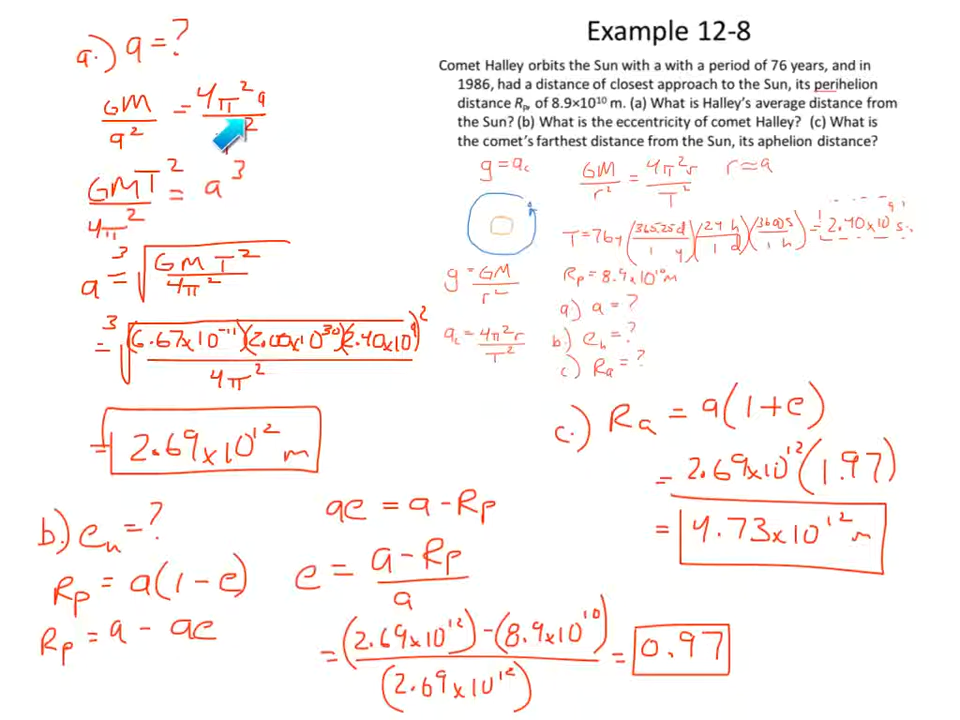 Example 12-8
Comet Halley orbits the Sun with a with a period of 76 years, and in
1986, had a distance of closest approach to the Sun, its perihelion
distance Rp, of 8.9×10¹⁰ m. (a) What is Halley's average distance from
the Sun? (b) What is the eccentricity of comet Halley? (c) What is
the comet's farthest distance from the Sun, its aphelion distance?
g = ac
GM/r² = 4π²r/T² r≈a
T = 76y (365.25d/1 y)(24 h/1 d)(3600 s/1 h) = 2.40×10⁹ s
Rp = 8.9×10¹⁰ m
g = GM/r²
a) a = ?
ac = 4π²r/T²
b.) eh = ?
c.) Ra = ?
a.) a = ?
GM/a² = 4π²a/²
GMT²/4π² = a³
a = ³√(GMT²/4π²)
= ³√((6.67×10⁻¹¹)(2.00×10³⁰)(2.40×10⁹)²/4π²)
= 2.69×10¹² m
b.) eh = ?
Rp = a(1 - e)
Rp = a - ae
ae = a - Rp
e = a - Rp/a
= (2.69×10¹²) - (8.9×10¹⁰)/(2.69×10¹²) = 0.97
c.) Ra = a(1+e)
= 2.69×10¹² (1.97)
= 4.73×10¹² m